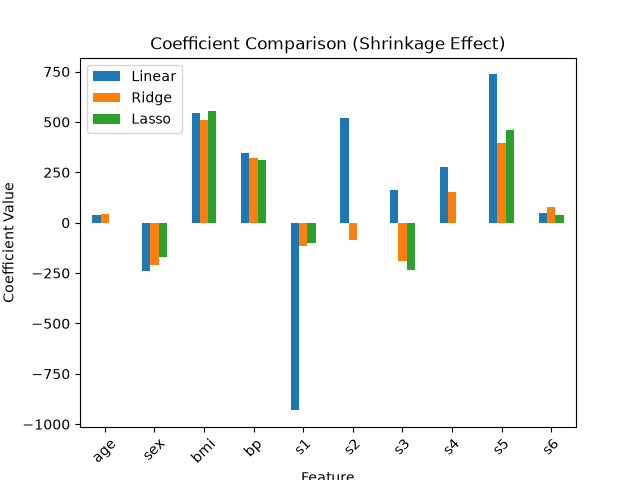 Coefficient Comparison (Shrinkage Effect)
Linear
Ridge
Lasso
Coefficient Value
750
500
250
0
−250
−500
−750
−1000
age
sex
bmi
bp
s1
s2
s3
s4
s5
s6
Feature